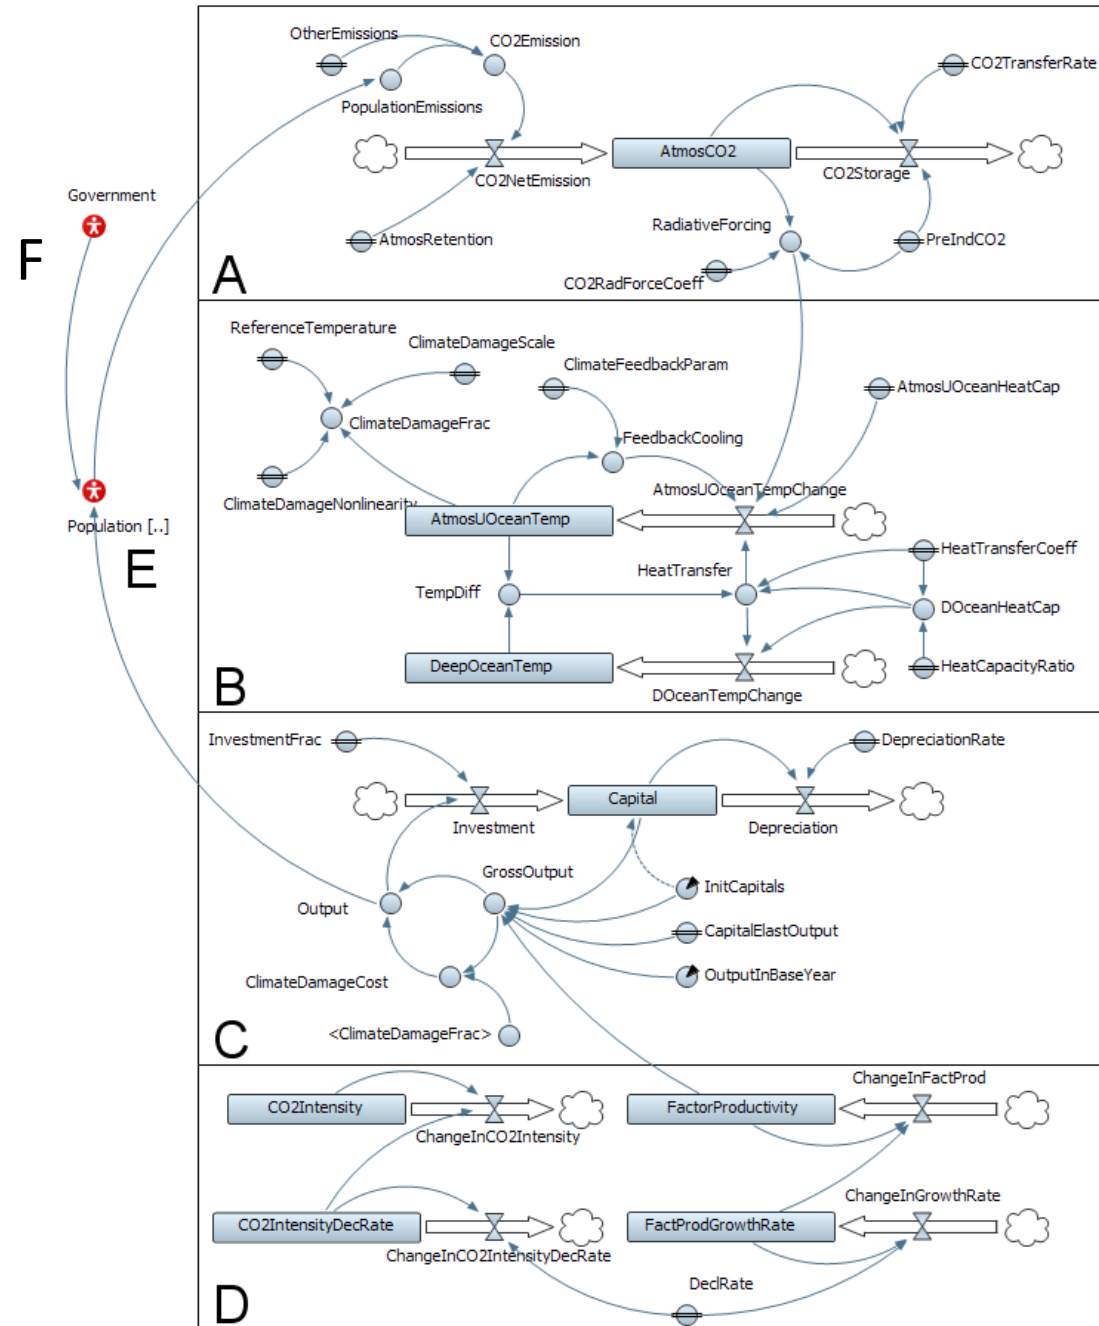 OtherEmissions
CO2Emission
CO2TransferRate
PopulationEmissions
AtmosCO2
CO2NetEmission
CO2Storage
Government
F
RadiativeForcing
AtmosRetention
PreIndCO2
A
CO2RadForceCoeff
ReferenceTemperature
ClimateDamageScale
ClimateFeedbackParam
AtmosUOceanHeatCap
ClimateDamageFrac
FeedbackCooling
AtmosUOceanTempChange
ClimateDamageNonlinearity
AtmosUOceanTemp
Population [..]
E
HeatTransferCoeff
HeatTransfer
TempDiff
DOceanHeatCap
DeepOceanTemp
HeatCapacityRatio
B
DOceanTempChange
InvestmentFrac
DepreciationRate
Capital
Investment
Depreciation
GrossOutput
InitCapitals
Output
CapitalElastOutput
ClimateDamageCost
OutputInBaseYear
<ClimateDamageFrac>
C
ChangeInFactProd
CO2Intensity
FactorProductivity
ChangeInCO2Intensity
ChangeInGrowthRate
CO2IntensityDecRate
FactProdGrowthRate
ChangeInCO2IntensityDecRate
DeclRate
D